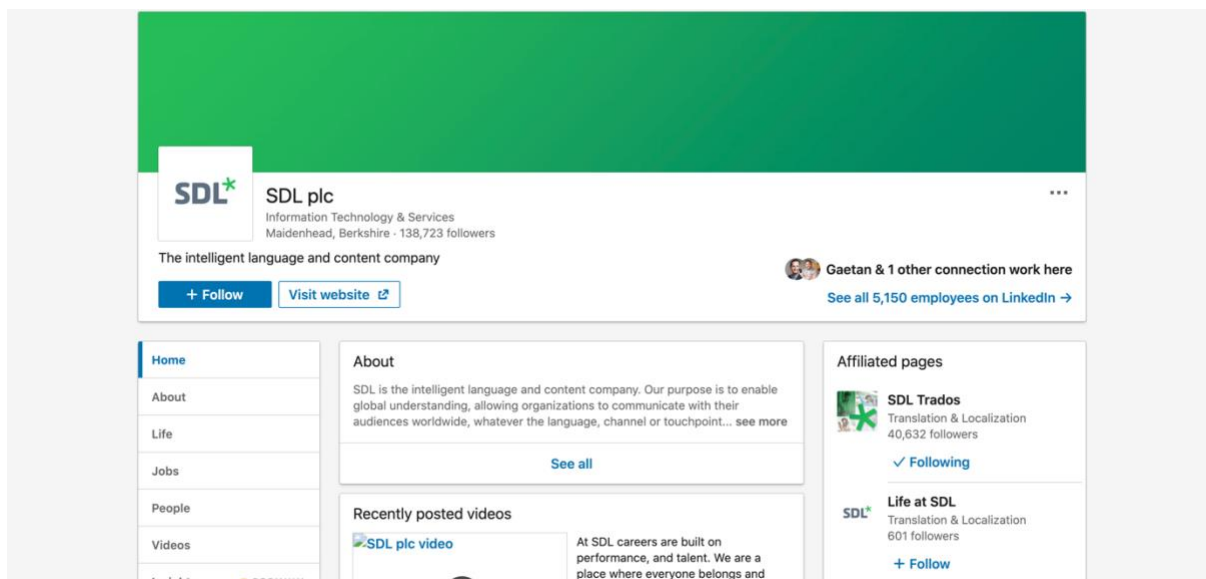 SDL*
SDL plc
Information Technology & Services
Maidenhead, Berkshire · 138,723 followers
The intelligent language and content company
Gaetan & 1 other connection work here
+ Follow
Visit website
See all 5,150 employees on LinkedIn →
Home
About
Life
Jobs
People
Videos
About
SDL is the intelligent language and content company. Our purpose is to enable
global understanding, allowing organizations to communicate with their
audiences worldwide, whatever the language, channel or touchpoint... see more
See all
Recently posted videos
SDL plc video
At SDL careers are built on
performance, and talent. We are a
place where everyone belongs and
Affiliated pages
SDL Trados
Translation & Localization
40,632 followers
✓ Following
SDL*
Life at SDL
Translation & Localization
601 followers
+ Follow